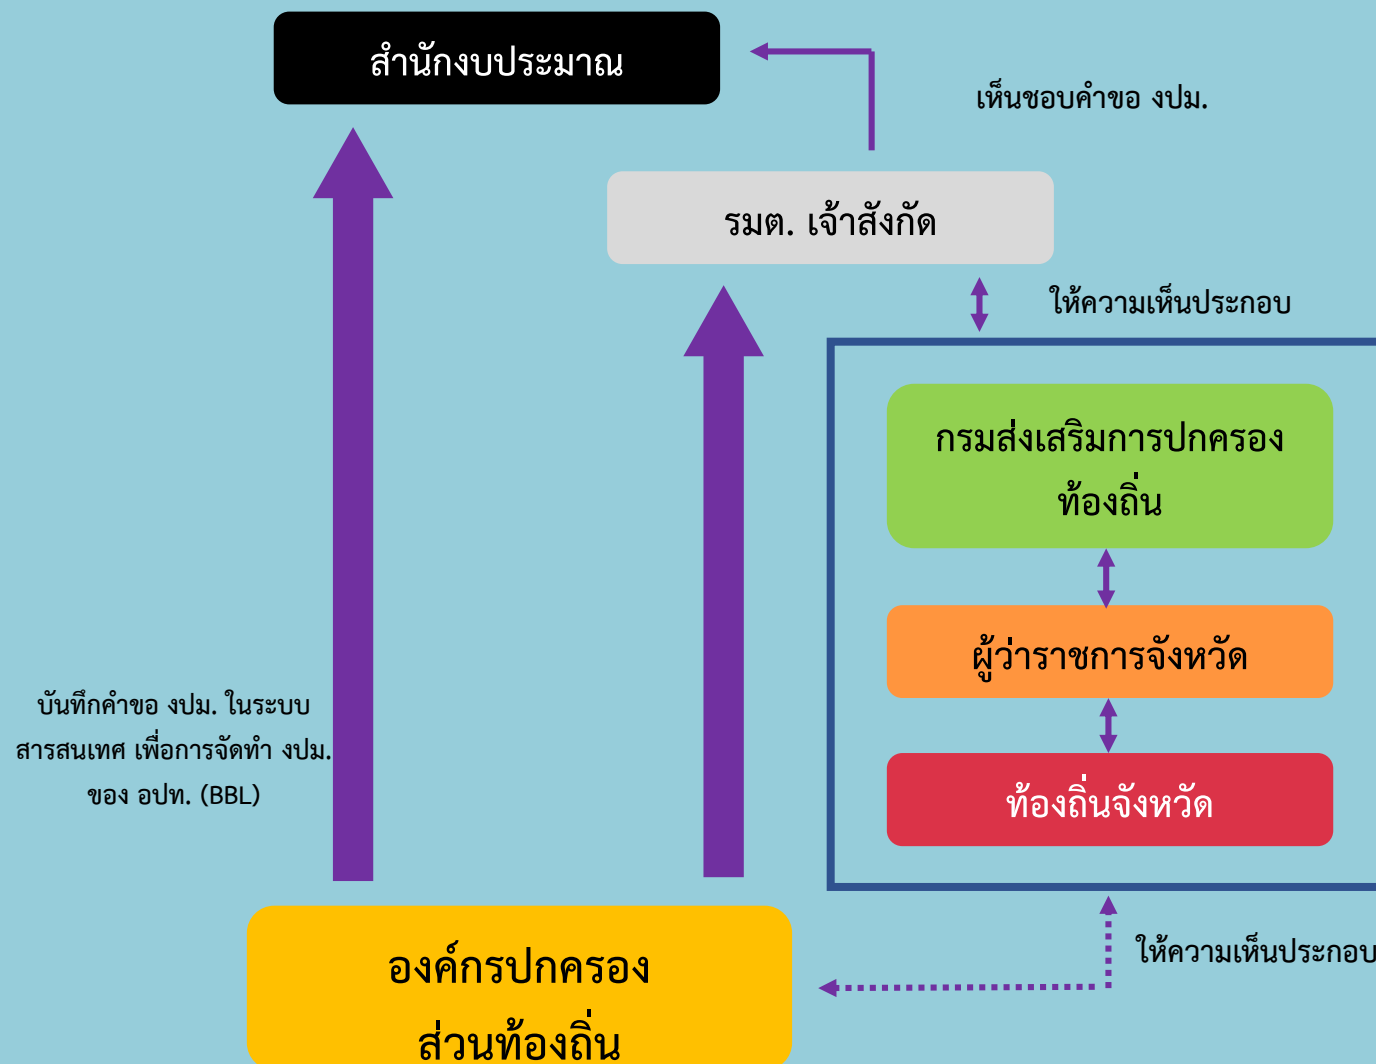 สำนักงบประมาณ
เห็นชอบคำขอ งปม.
รมต. เจ้าสังกัด
ให้ความเห็นประกอบ
กรมส่งเสริมการปกครอง
ท้องถิ่น
ผู้ว่าราชการจังหวัด
บันทึกคำขอ งปม. ในระบบ
สารสนเทศ เพื่อการจัดทำ งปม.
ของ อปท. (BBL)
ท้องถิ่นจังหวัด
ให้ความเห็นประกอบ
องค์กรปกครอง
ส่วนท้องถิ่น